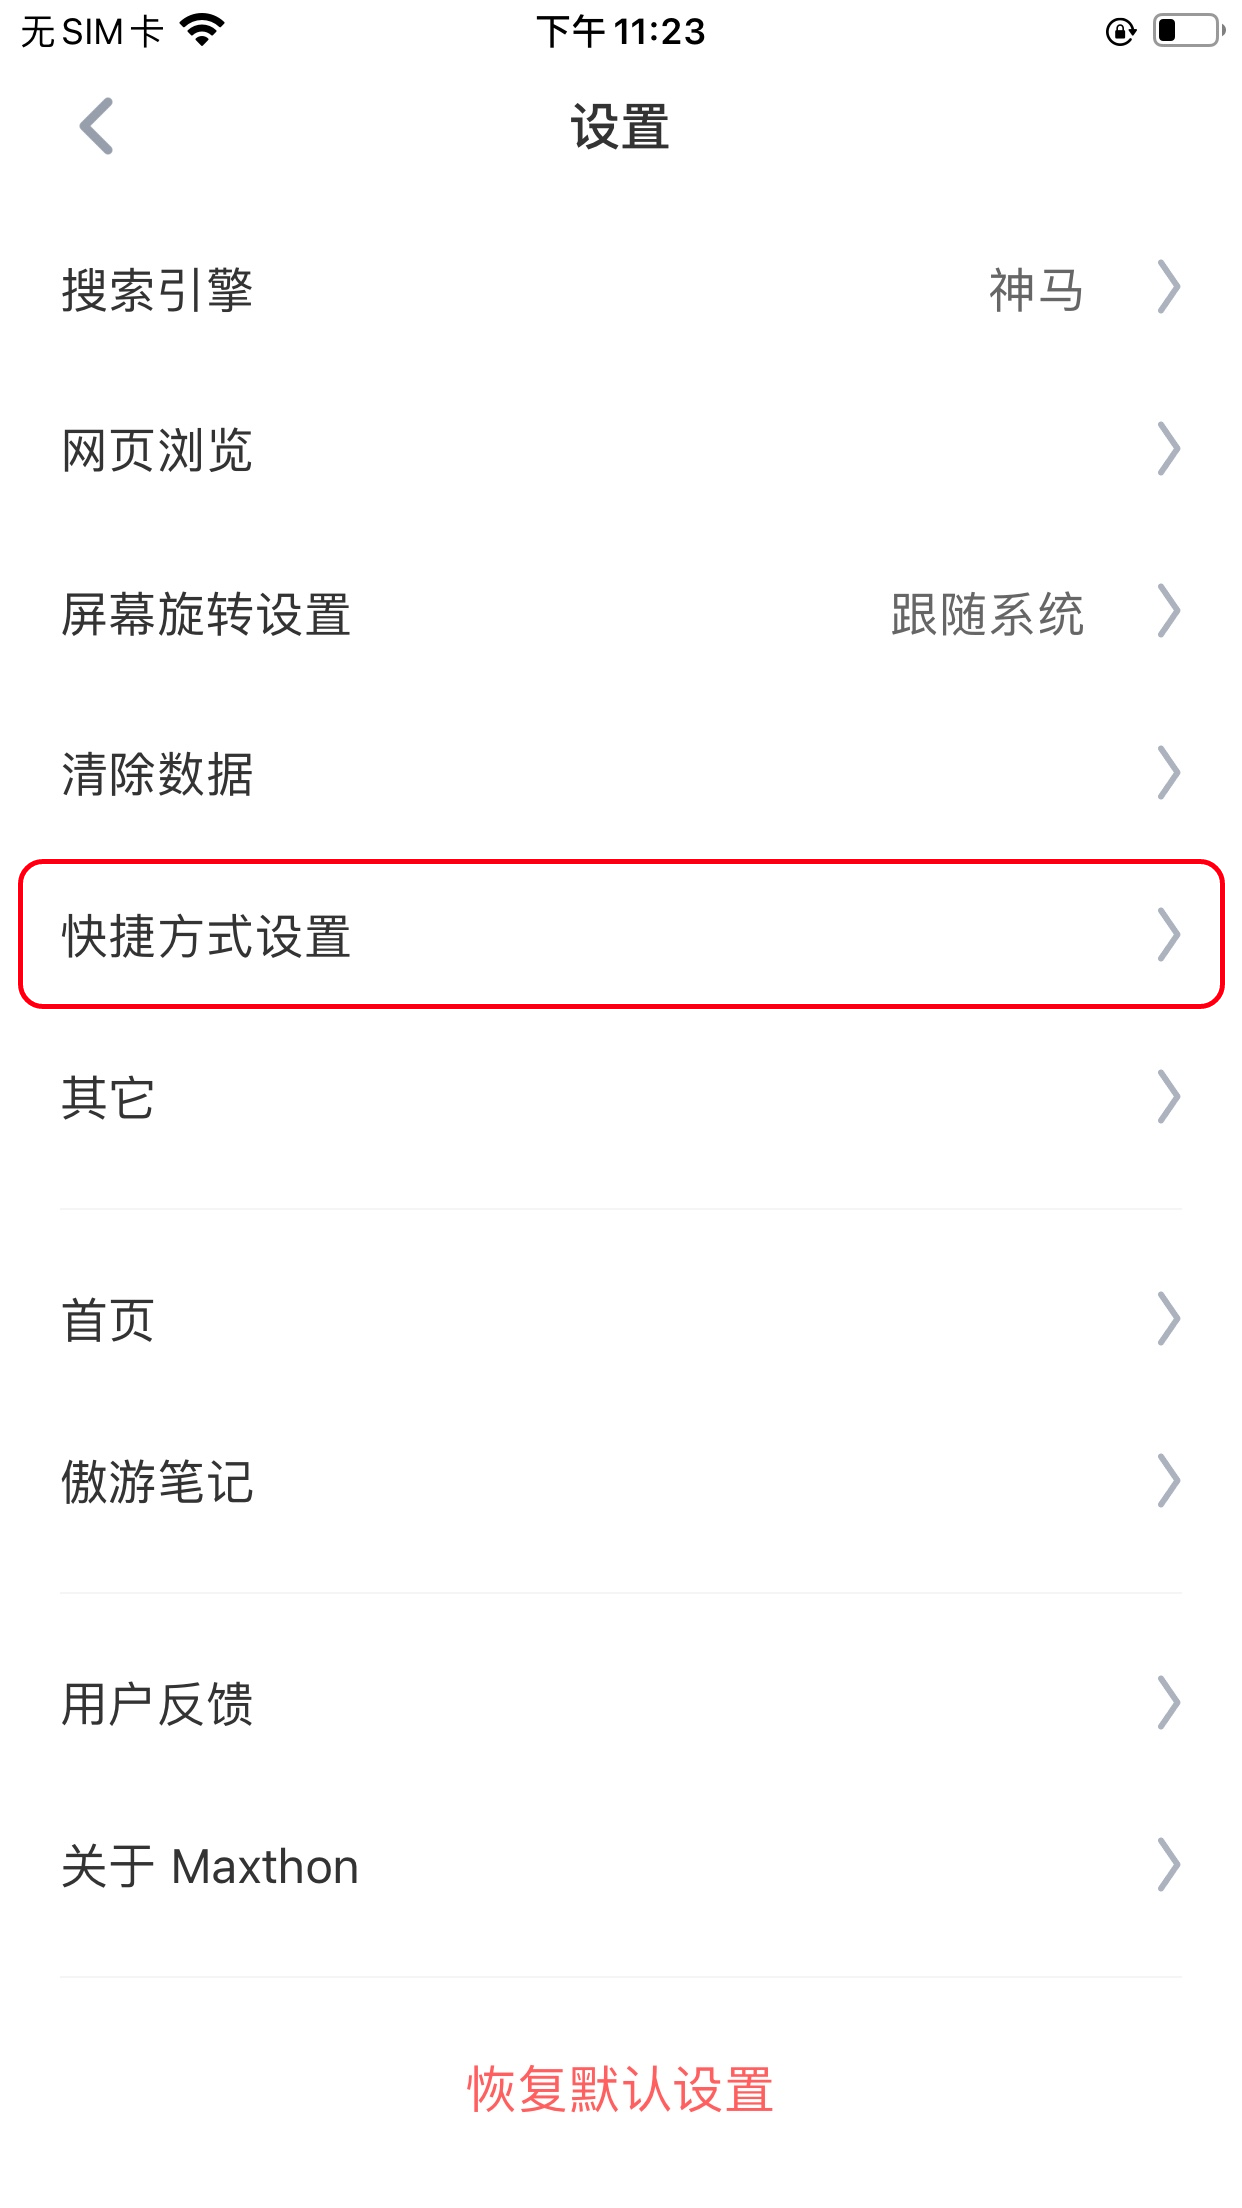 无 SIM 卡 下午 11:23
设置
搜索引擎 神马
网页浏览
屏幕旋转设置 跟随系统
清除数据
快捷方式设置
其它
首页
傲游笔记
用户反馈
关于 Maxthon
恢复默认设置